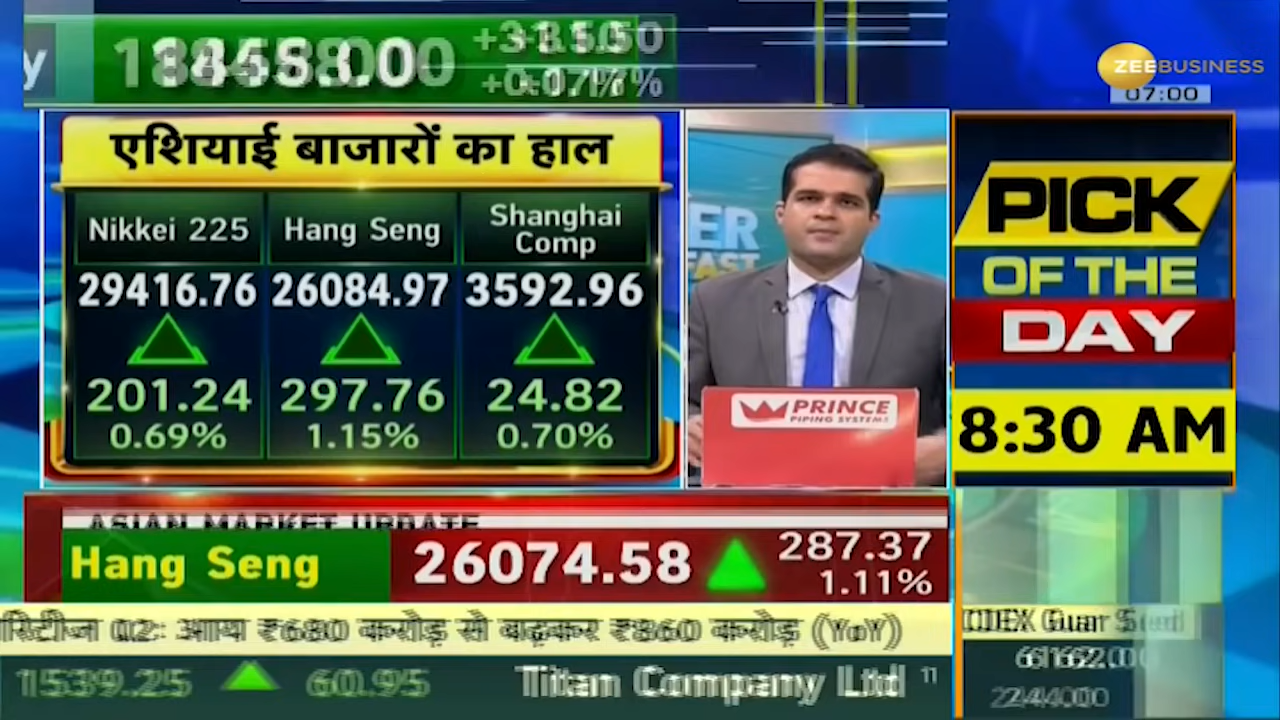 ZEEBUSINESS
07:00
एशियाई बाजारों का हाल
Nikkei 225
Hang Seng
Shanghai
Comp
29416.76
26084.97
3592.96
201.24
297.76
24.82
0.69%
1.15%
0.70%
PRINCE
PIPING SYSTEMS
PICK
OF THE
DAY
8:30 AM
ASIAN MARKET UPDATE
Hang Seng
26074.58
287.37
1.11%
आय ₹680 करोड़ से बढ़कर ₹860 करोड़ (YoY)
1539.25
60.95
Titan Company Ltd
11
Guar Seed